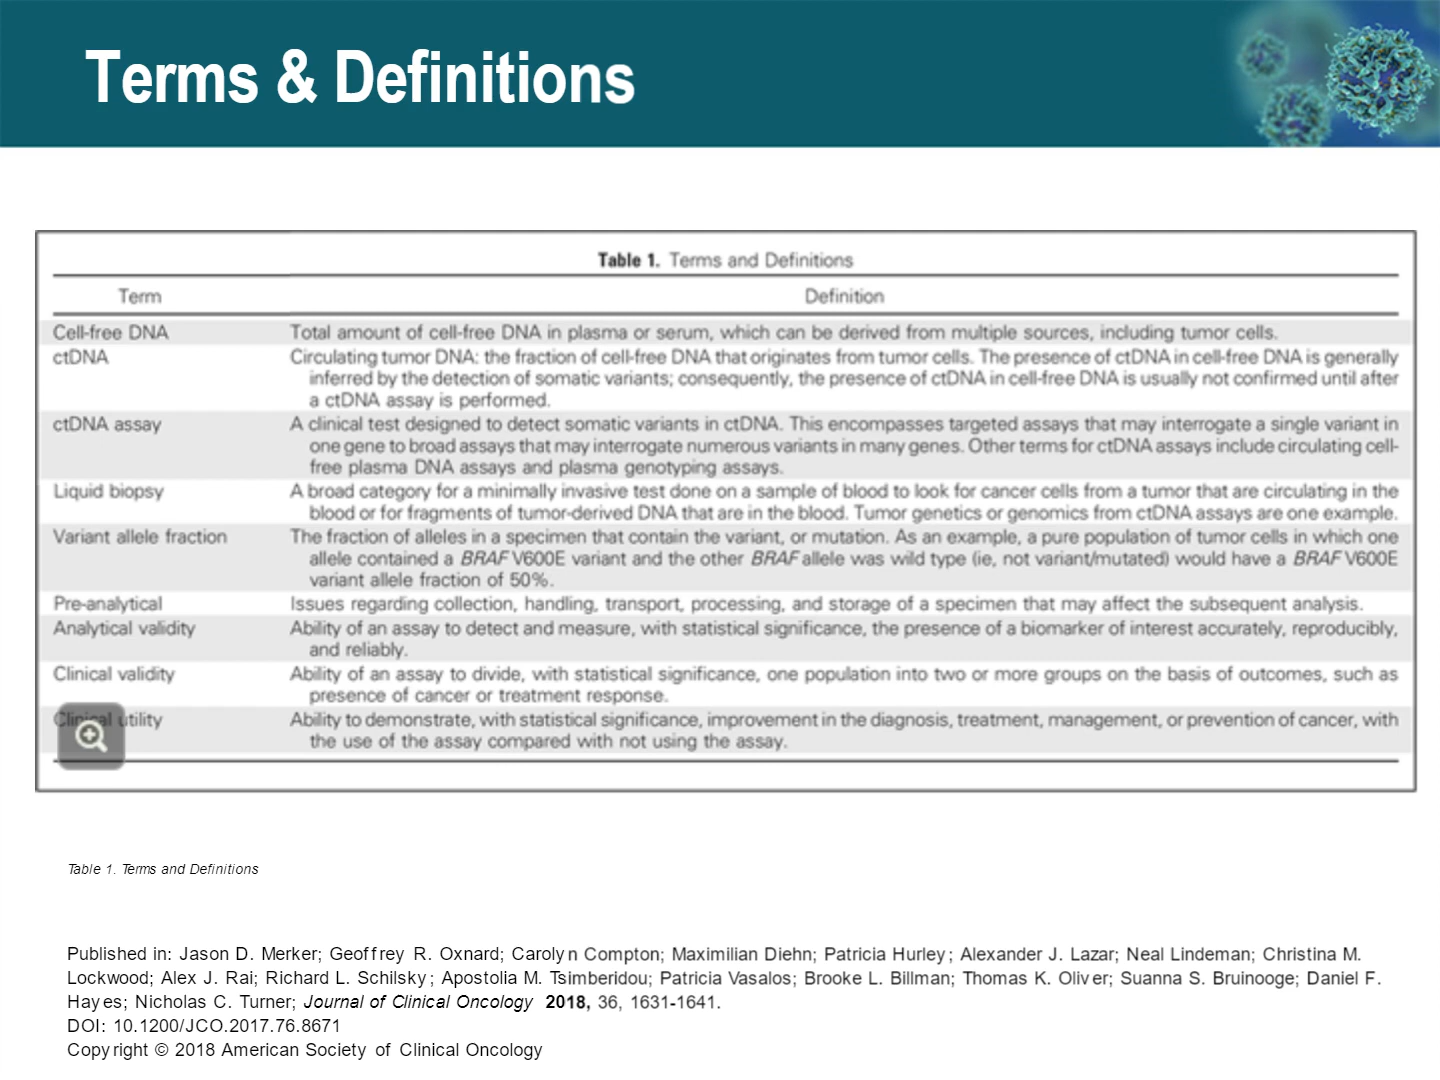 Terms & Definitions
Table 1. Terms and Definitions
Term Definition
Cell-free DNA Total amount of cell-free DNA in plasma or serum, which can be derived from multiple sources, including tumor cells.
ctDNA Circulating tumor DNA: the fraction of cell-free DNA that originates from tumor cells. The presence of ctDNA in cell-free DNA is generally
inferred by the detection of somatic variants; consequently, the presence of ctDNA in cell-free DNA is usually not confirmed until after
a ctDNA assay is performed.
ctDNA assay A clinical test designed to detect somatic variants in ctDNA. This encompasses targeted assays that may interrogate a single variant in
one gene to broad assays that may interrogate numerous variants in many genes. Other terms for ctDNA assays include circulating cell-
free plasma DNA assays and plasma genotyping assays.
Liquid biopsy A broad category for a minimally invasive test done on a sample of blood to look for cancer cells from a tumor that are circulating in the
blood or for fragments of tumor-derived DNA that are in the blood. Tumor genetics or genomics from ctDNA assays are one example.
Variant allele fraction The fraction of alleles in a specimen that contain the variant, or mutation. As an example, a pure population of tumor cells in which one
allele contained a BRAF V600E variant and the other BRAF allele was wild type (ie, not variant/mutated) would have a BRAF V600E
variant allele fraction of 50%.
Pre-analytical Issues regarding collection, handling, transport, processing, and storage of a specimen that may affect the subsequent analysis.
Analytical validity Ability of an assay to detect and measure, with statistical significance, the presence of a biomarker of interest accurately, reproducibly,
and reliably.
Clinical validity Ability of an assay to divide, with statistical significance, one population into two or more groups on the basis of outcomes, such as
presence of cancer or treatment response.
Clinical utility Ability to demonstrate, with statistical significance, improvement in the diagnosis, treatment, management, or prevention of cancer, with
the use of the assay compared with not using the assay.
Table 1. Terms and Definitions
Published in: Jason D. Merker; Geoffrey R. Oxnard; Carolyn Compton; Maximilian Diehn; Patricia Hurley; Alexander J. Lazar; Neal Lindeman; Christina M.
Lockwood; Alex J. Rai; Richard L. Schilsky; Apostolia M. Tsimberidou; Patricia Vasalos; Brooke L. Billman; Thomas K. Oliver; Suanna S. Bruinooge; Daniel F.
Hayes; Nicholas C. Turner; Journal of Clinical Oncology 2018, 36, 1631-1641.
DOI: 10.1200/JCO.2017.76.8671
Copyright © 2018 American Society of Clinical Oncology